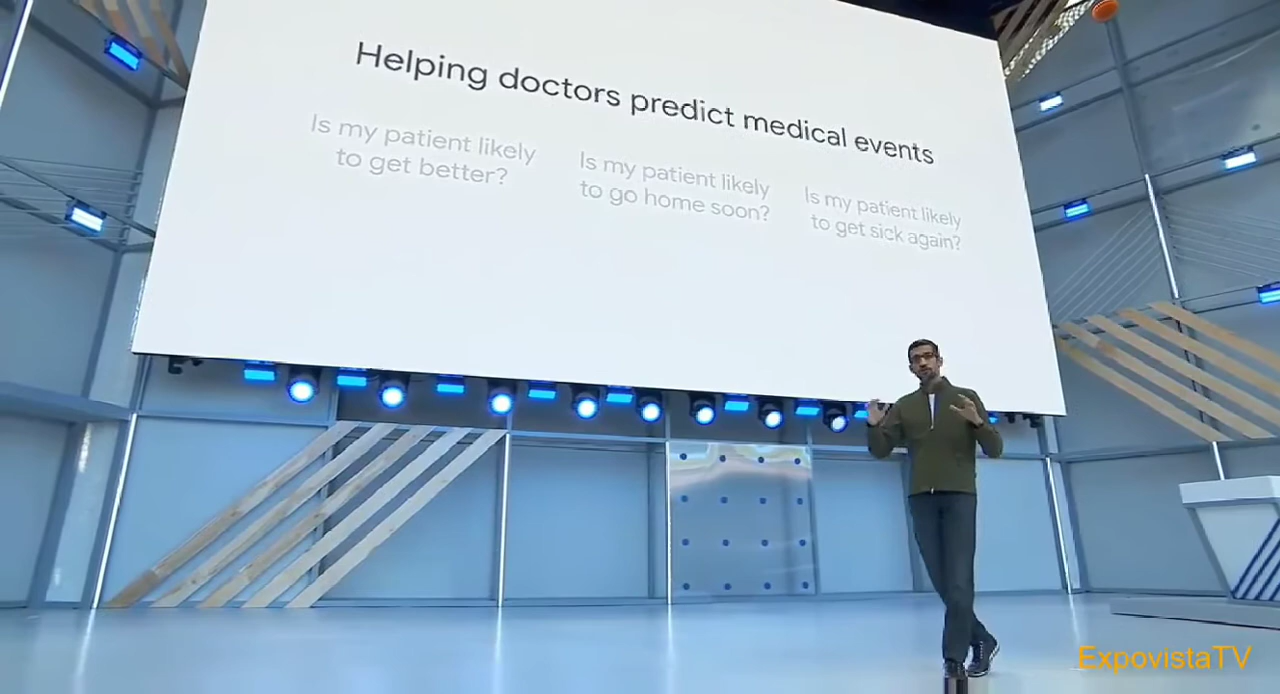 Helping doctors predict medical events
Is my patient likely
to get better?
Is my patient likely
to go home soon?
Is my patient likely
to get sick again?
ExpovistaTV